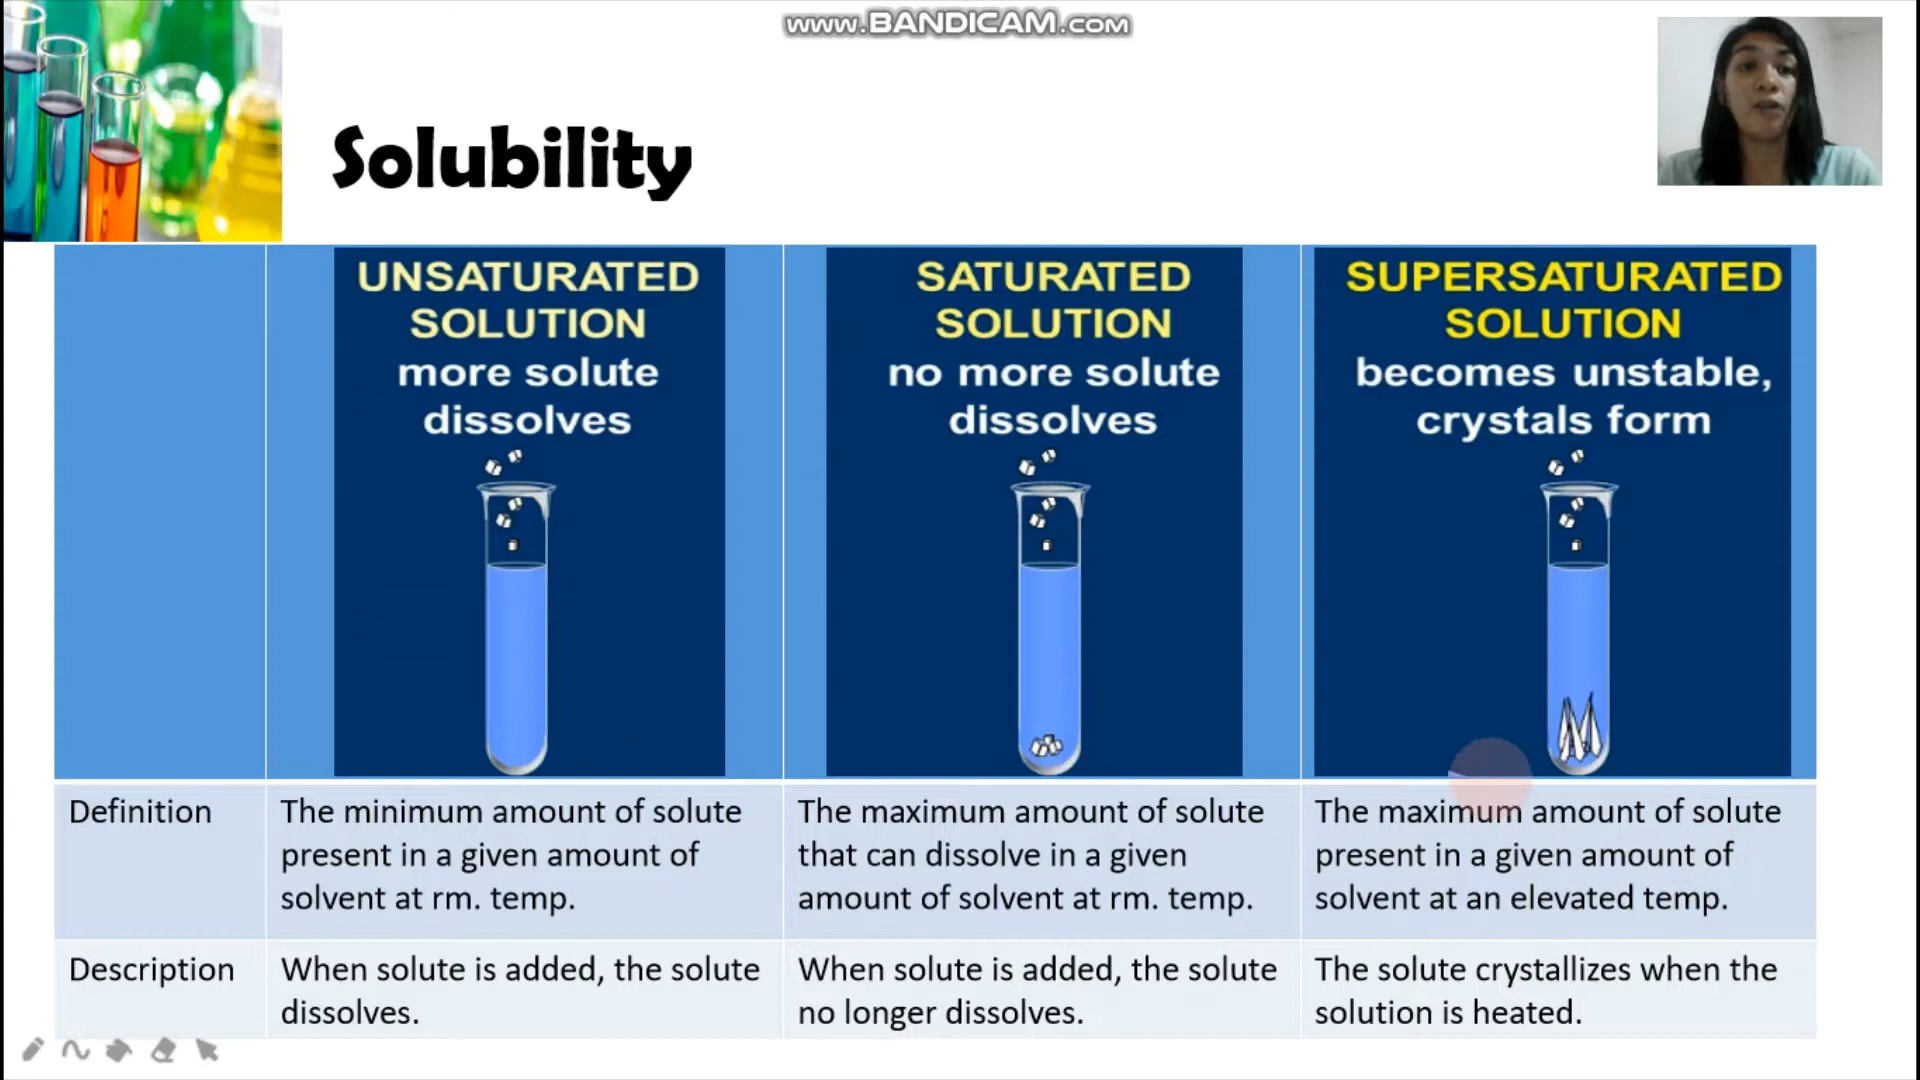 www.BANDICAM.com
Solubility
UNSATURATED
SOLUTION
more solute
dissolves
SATURATED
SOLUTION
no more solute
dissolves
SUPERSATURATED
SOLUTION
becomes unstable,
crystals form
Definition
The minimum amount of solute
present in a given amount of
solvent at rm. temp.
The maximum amount of solute
that can dissolve in a given
amount of solvent at rm. temp.
The maximum amount of solute
present in a given amount of
solvent at an elevated temp.
Description
When solute is added, the solute
dissolves.
When solute is added, the solute
no longer dissolves.
The solute crystallizes when the
solution is heated.